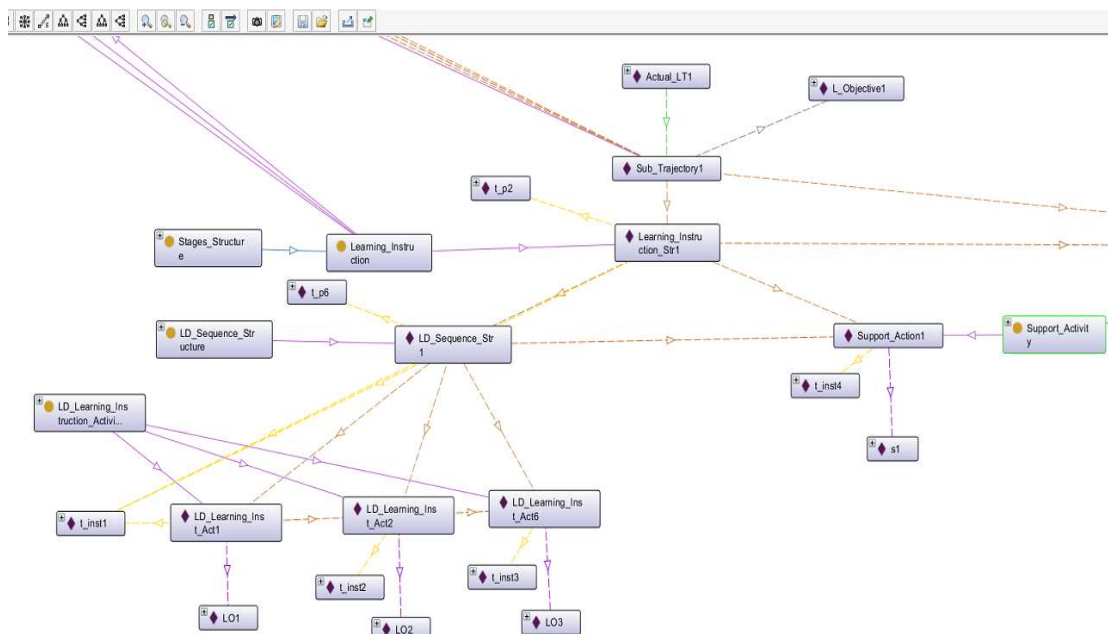 Actual_LT1
L_Objective1
Sub_Trajectory1
t_p2
Stages_Structur
e
Learning_Instru
ction
Learning_Instru
ction_Str1
t_p6
LD_Sequence_Str
ucture
LD_Sequence_Str
1
Support_Action1
Support_Activit
y
t_inst4
LD_Learning_Ins
truction_Activi...
s1
t_inst1
LD_Learning_Ins
t_Act1
LD_Learning_Ins
t_Act2
LD_Learning_Ins
t_Act6
t_inst2
t_inst3
LO1
LO2
LO3